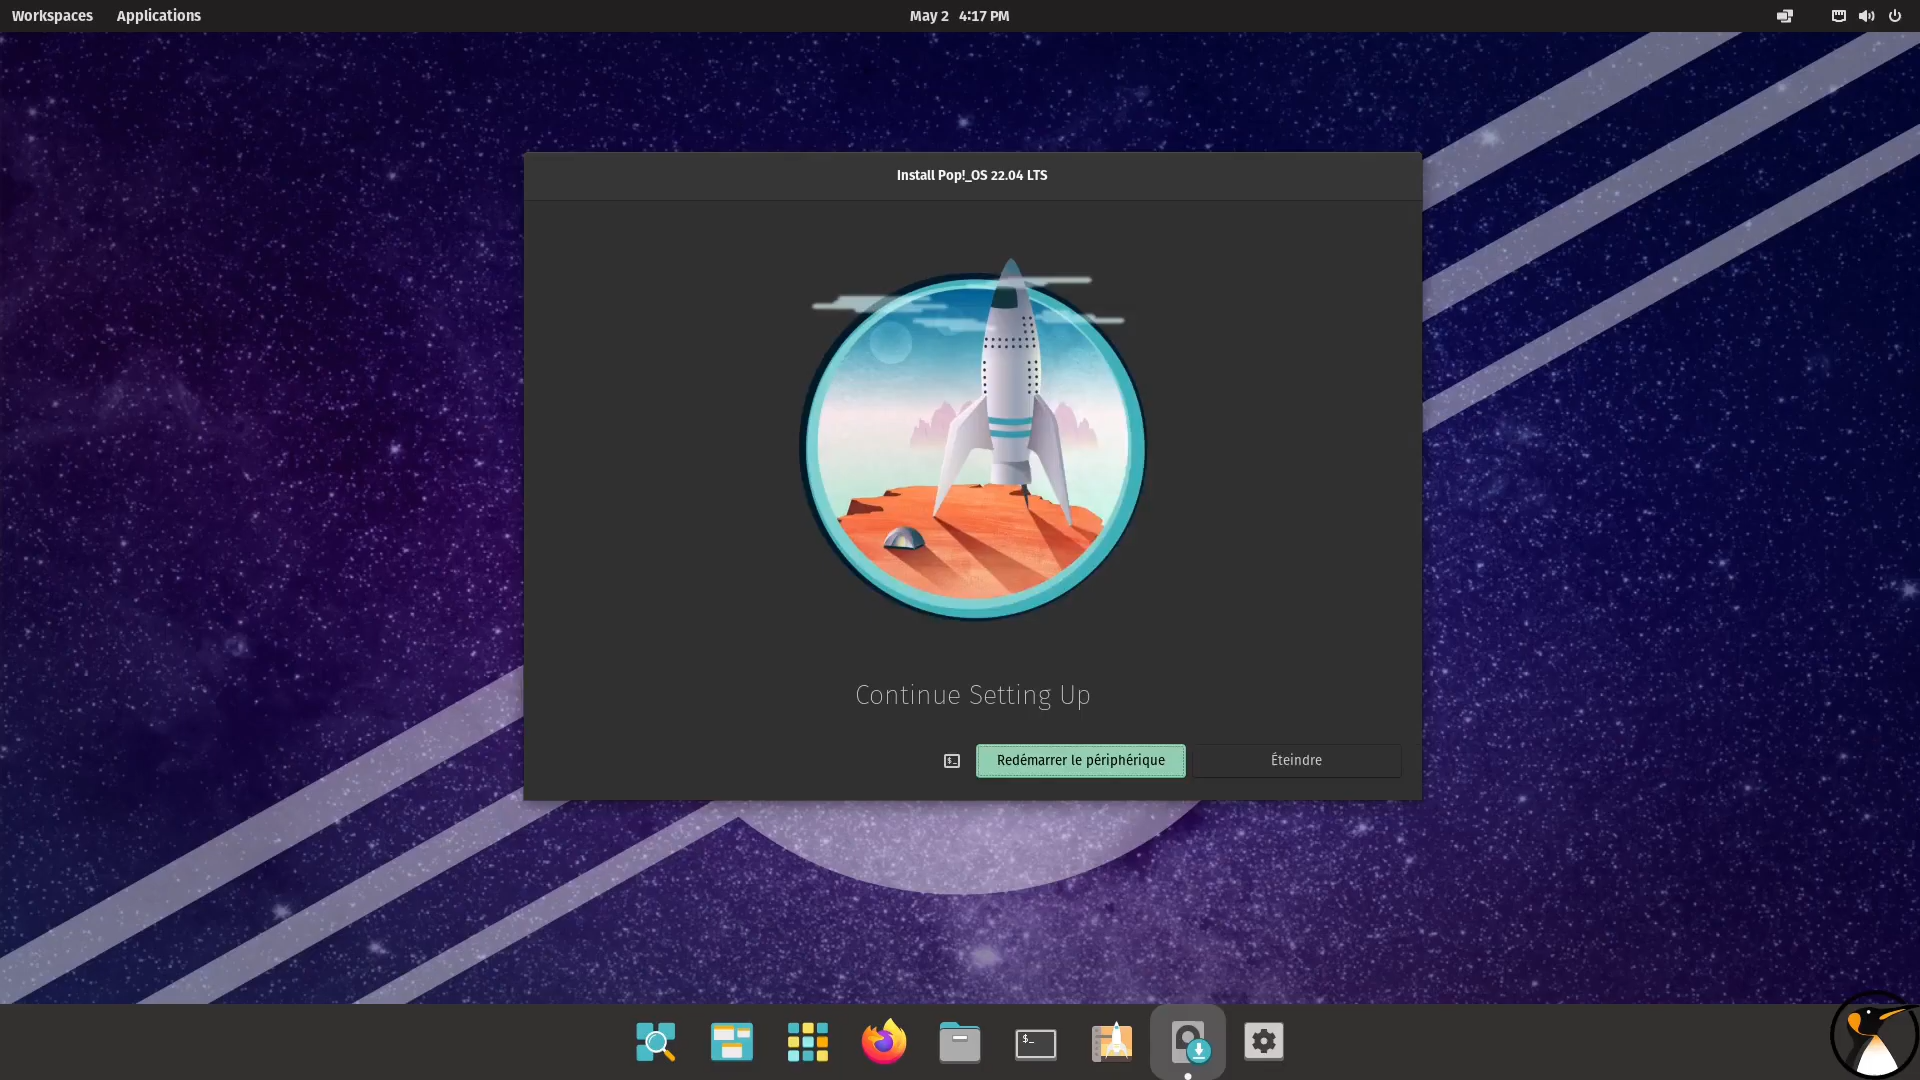 Workspaces Applications May 2 4:17 PM
Install Pop!_OS 22.04 LTS
Continue Setting Up
$_ Redémarrer le périphérique Éteindre
$_